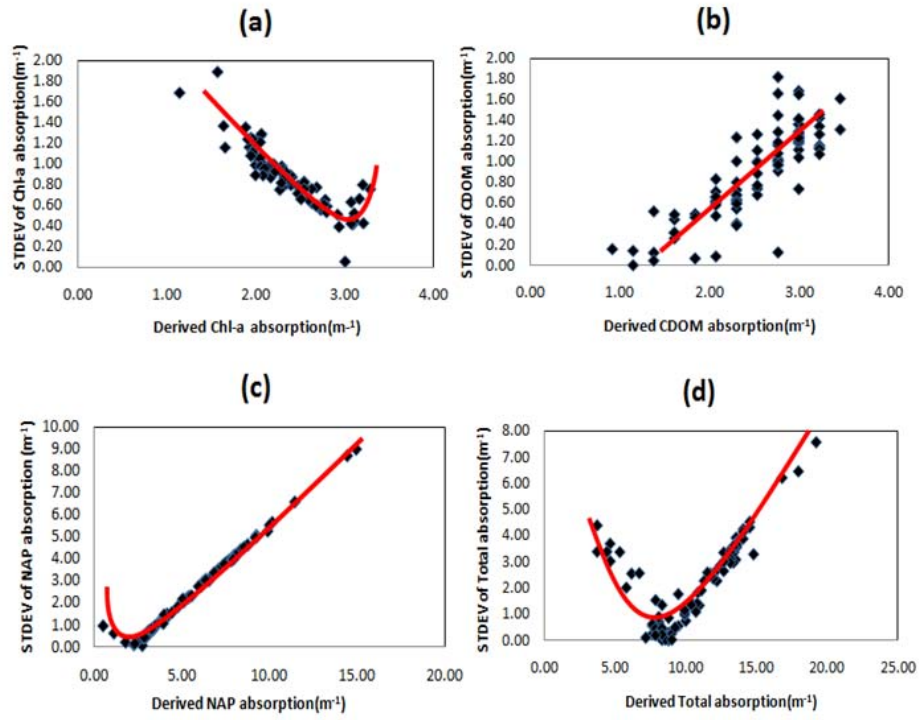 (a)
STDEV of Chl-a absorption(m-1)
2.00
1.80
1.60
1.40
1.20
1.00
0.80
0.60
0.40
0.20
0.00
0.00 1.00 2.00 3.00 4.00
Derived Chl-a absorption(m-1)
(b)
STDEV of CDOM absorption(m-1)
2.00
1.80
1.60
1.40
1.20
1.00
0.80
0.60
0.40
0.20
0.00
0.00 1.00 2.00 3.00 4.00
Derived CDOM absorption(m-1)
(c)
STDEV of NAP absorption (m-1)
10.00
9.00
8.00
7.00
6.00
5.00
4.00
3.00
2.00
1.00
0.00
0.00 5.00 10.00 15.00 20.00
Derived NAP absorption(m-1)
(d)
STDEV of Total absorption(m-1)
8.00
7.00
6.00
5.00
4.00
3.00
2.00
1.00
0.00
0.00 5.00 10.00 15.00 20.00 25.00
Derived Total absorption(m-1)